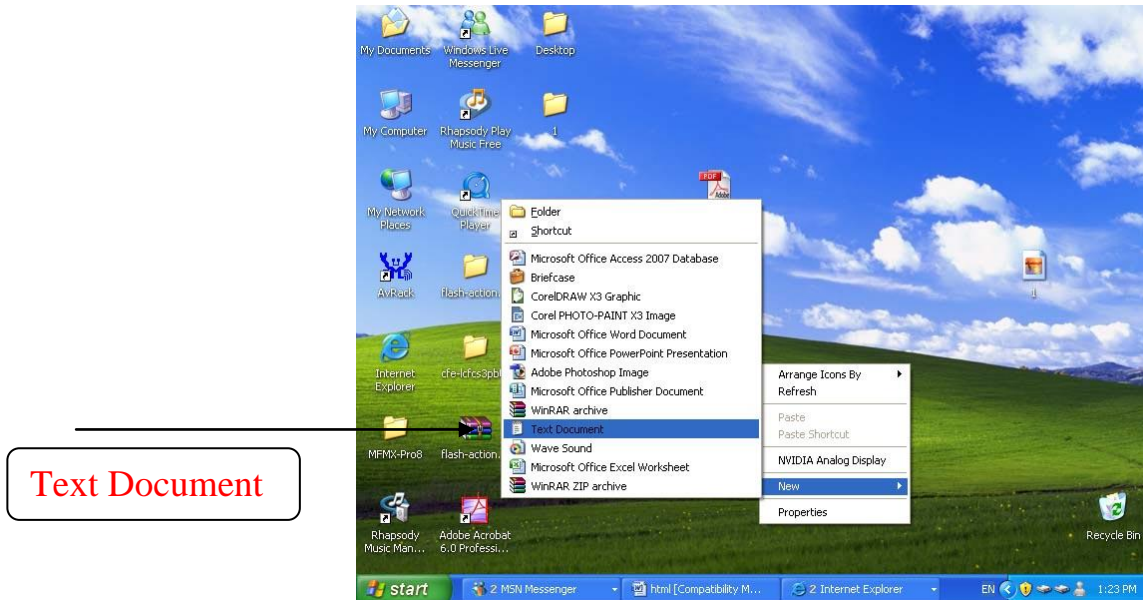 My Documents
Windows Live
Messenger
Desktop
My Computer
Rhapsody Play
Music Free
1
PDF
Adobe
My Network
Places
QuickTime
Player
AvRack
flash-action.
1
Internet
Explorer
cfe-lcfcs3pb
MFMX-Pro8
flash-action.
Rhapsody
Music Man...
Adobe Acrobat
6.0 Professi...
Folder
Shortcut
Microsoft Office Access 2007 Database
Briefcase
CorelDRAW X3 Graphic
Corel PHOTO-PAINT X3 Image
Microsoft Office Word Document
Microsoft Office PowerPoint Presentation
Adobe Photoshop Image
Microsoft Office Publisher Document
WinRAR archive
Text Document
Wave Sound
Microsoft Office Excel Worksheet
WinRAR ZIP archive
Arrange Icons By
Refresh
Paste
Paste Shortcut
NVIDIA Analog Display
New
Properties
Text Document
Recycle Bin
start
2 MSN Messenger
html [Compatibility M...
2 Internet Explorer
EN
1:23 PM